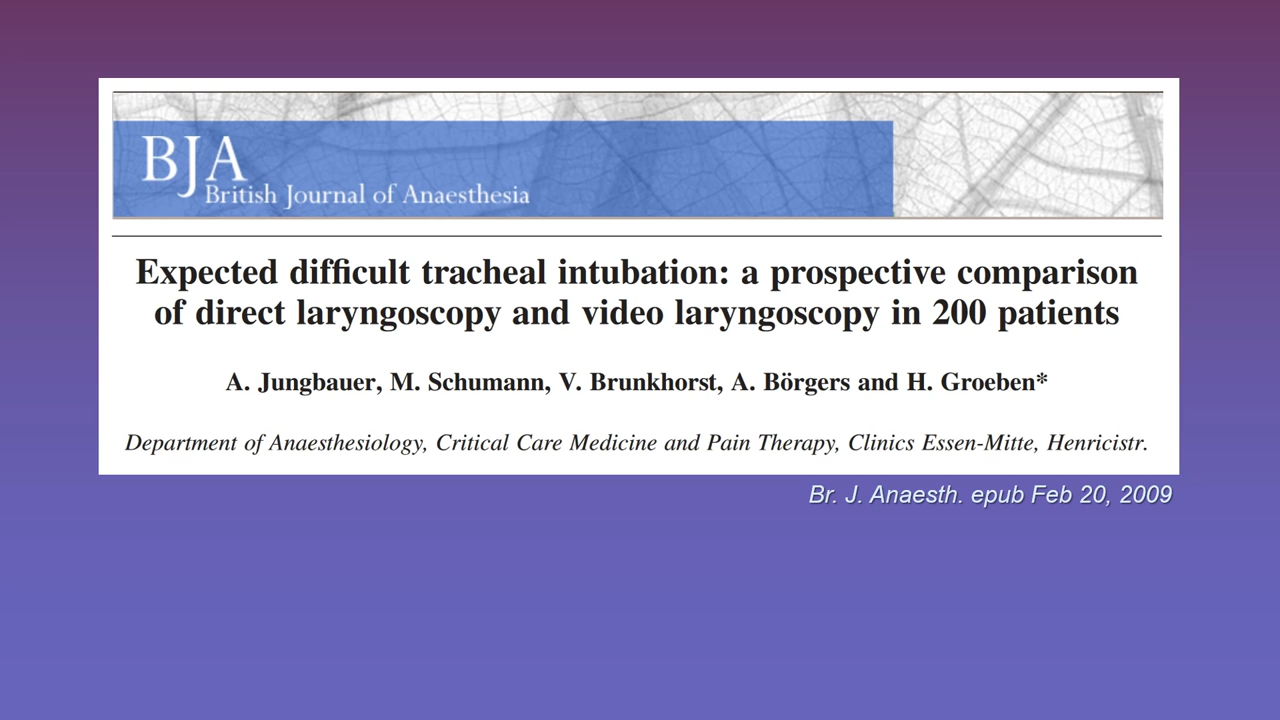 BJA
British Journal of Anaesthesia
Expected difficult tracheal intubation: a prospective comparison
of direct laryngoscopy and video laryngoscopy in 200 patients
A. Jungbauer, M. Schumann, V. Brunkhorst, A. Börgers and H. Groeben*
Department of Anaesthesiology, Critical Care Medicine and Pain Therapy, Clinics Essen-Mitte, Henricistr.
Br. J. Anaesth. epub Feb 20, 2009